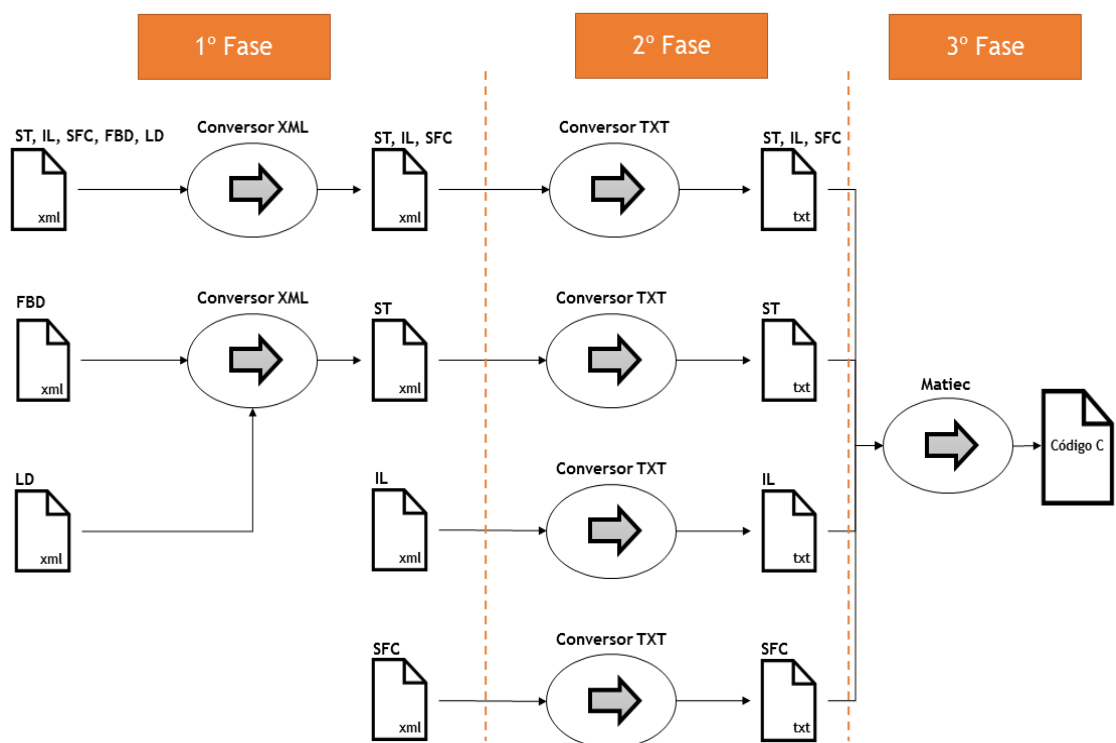 1º Fase
2º Fase
3º Fase
ST, IL, SFC, FBD, LD
xml
Conversor XML
ST, IL, SFC
xml
Conversor TXT
ST, IL, SFC
txt
FBD
xml
Conversor XML
ST
xml
Conversor TXT
ST
txt
Matiec
Código C
LD
xml
IL
xml
Conversor TXT
IL
txt
SFC
xml
Conversor TXT
SFC
txt